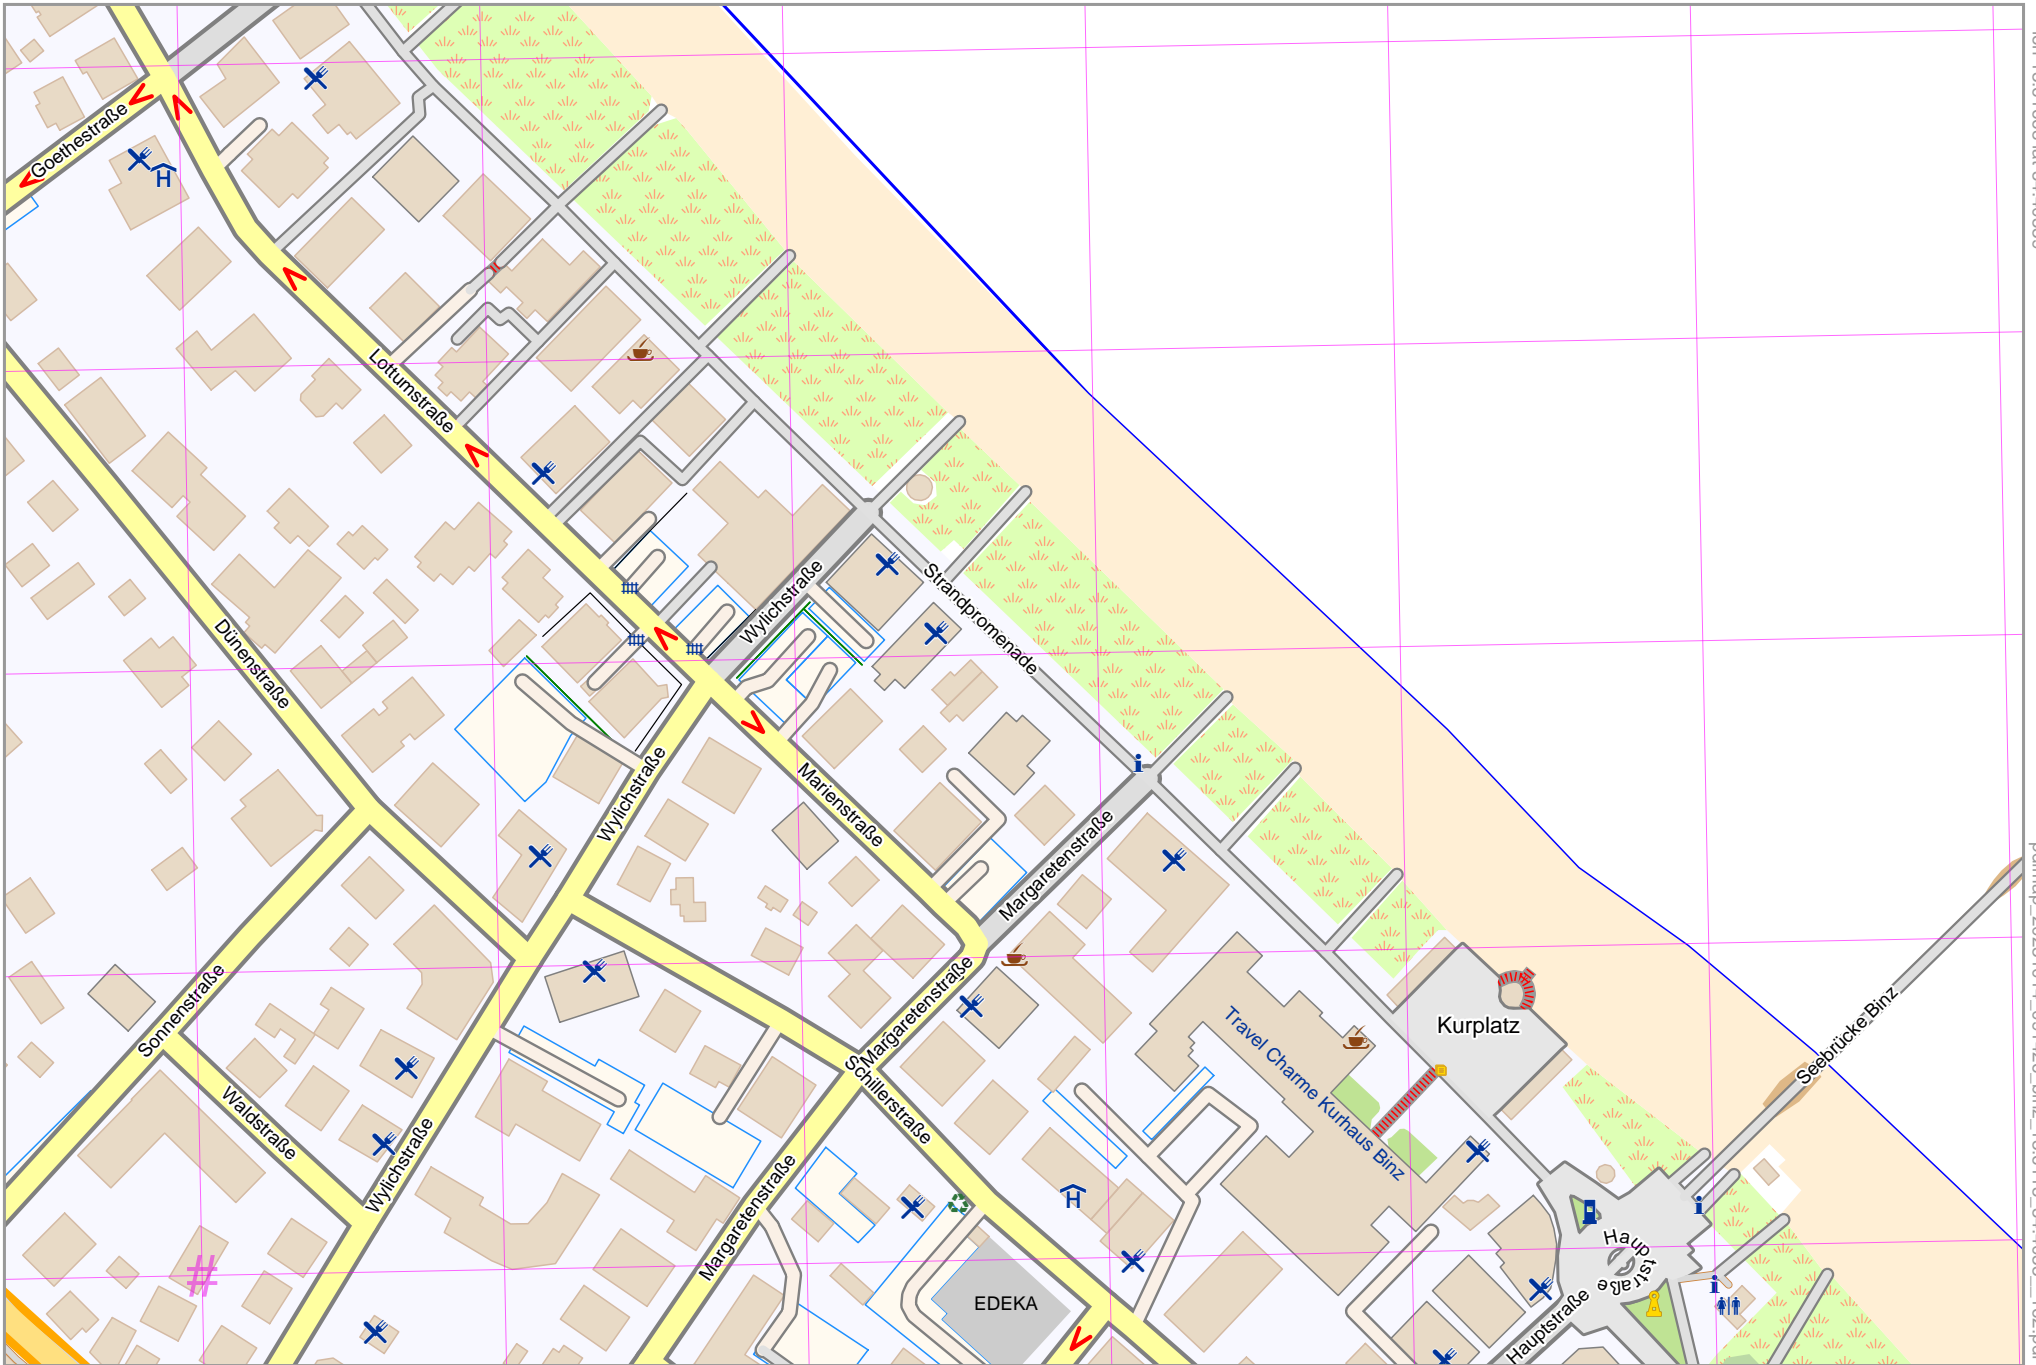 Goethestraße
H
Lottumstraße
Wylichstraße
Strandpromenade
Dünenstraße
Wylichstraße
Marienstraße
Margaretenstraße
Sonnenstraße
Margaretenstraße
Seebrücke Binz
Kurplatz
Travel Charme Kurhaus Binz
Schillerstraße
Waldstraße
Wylichstraße
Margaretenstraße
H
Hauptstraße
EDEKA
Hauptstraße
#